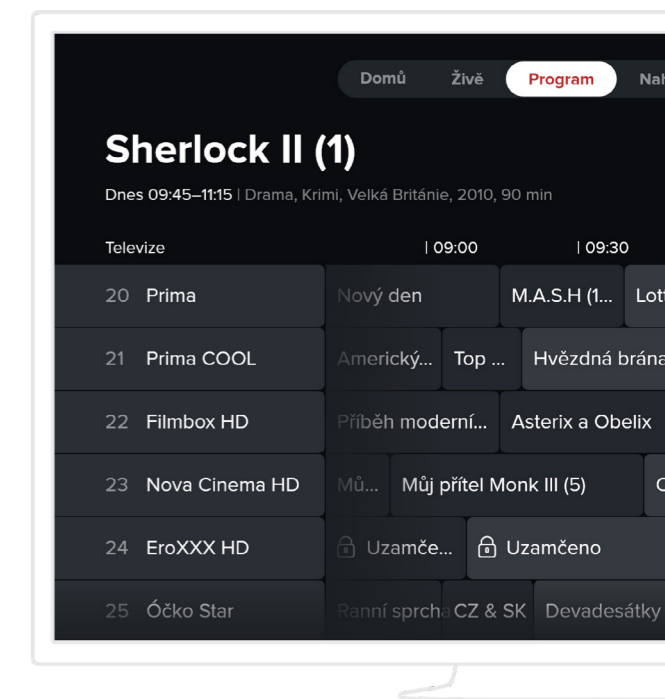 Domů Živě Program Nah
Sherlock II (1)
Dnes 09:45–11:15 | Drama, Krimi, Velká Británie, 2010, 90 min
Televize | 09:00 | 09:30
20 Prima Nový den M.A.S.H (1... Lott
21 Prima COOL Americký... Top ... Hvězdná brána
22 Filmbox HD Příběh moderní... Asterix a Obelix
23 Nova Cinema HD Mů... Můj přítel Monk III (5)
24 EroXXX HD Uzamče... Uzamčeno
25 Óčko Star Ranní sprcha CZ & SK Devadesátky